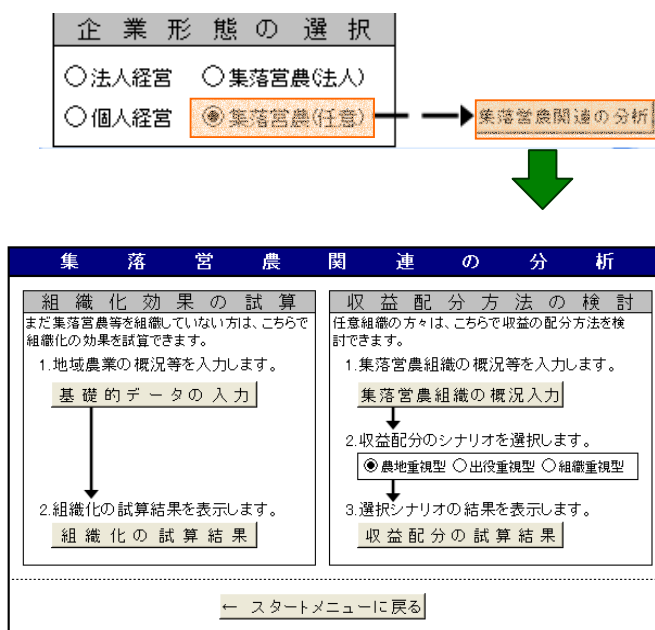 企業形態の選択
○法人経営 ○集落営農(法人)
○個人経営 ◉集落営農(任意)
集落営農関連の分析
集落営農関連の分析
組織化効果の試算
まだ集落営農等を組織していない方は、こちらで
組織化の効果を試算できます。
1.地域農業の概況等を入力します。
基礎的データの入力
2.組織化の試算結果を表示します。
組織化の試算結果
収益配分方法の検討
任意組織の方々は、こちらで収益の配分方法を検
討できます。
1.集落営農組織の概況等を入力します。
集落営農組織の概況入力
2.収益配分のシナリオを選択します。
◉農地重視型 ○出役重視型 ○組織重視型
3.選択シナリオの結果を表示します。
収益配分の試算結果
← スタートメニューに戻る